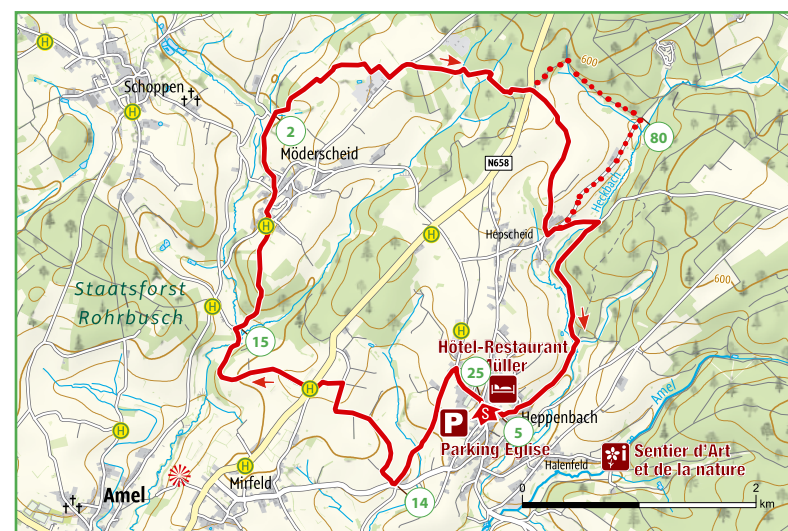 H
600
Schoppen
H
2
80
Möderscheid
N658
Heckbach
H
H
Hepscheid
600
Staatsforst
Rohrbusch
H
15
H
Hôtel-Restaurant
25
H
Amel
P
S
Heppenbach
5
H
Parking Eglise
Sentier d'Art
et de la nature
Halenfeld
H
Mirfeld
Amel
14
0
2
km